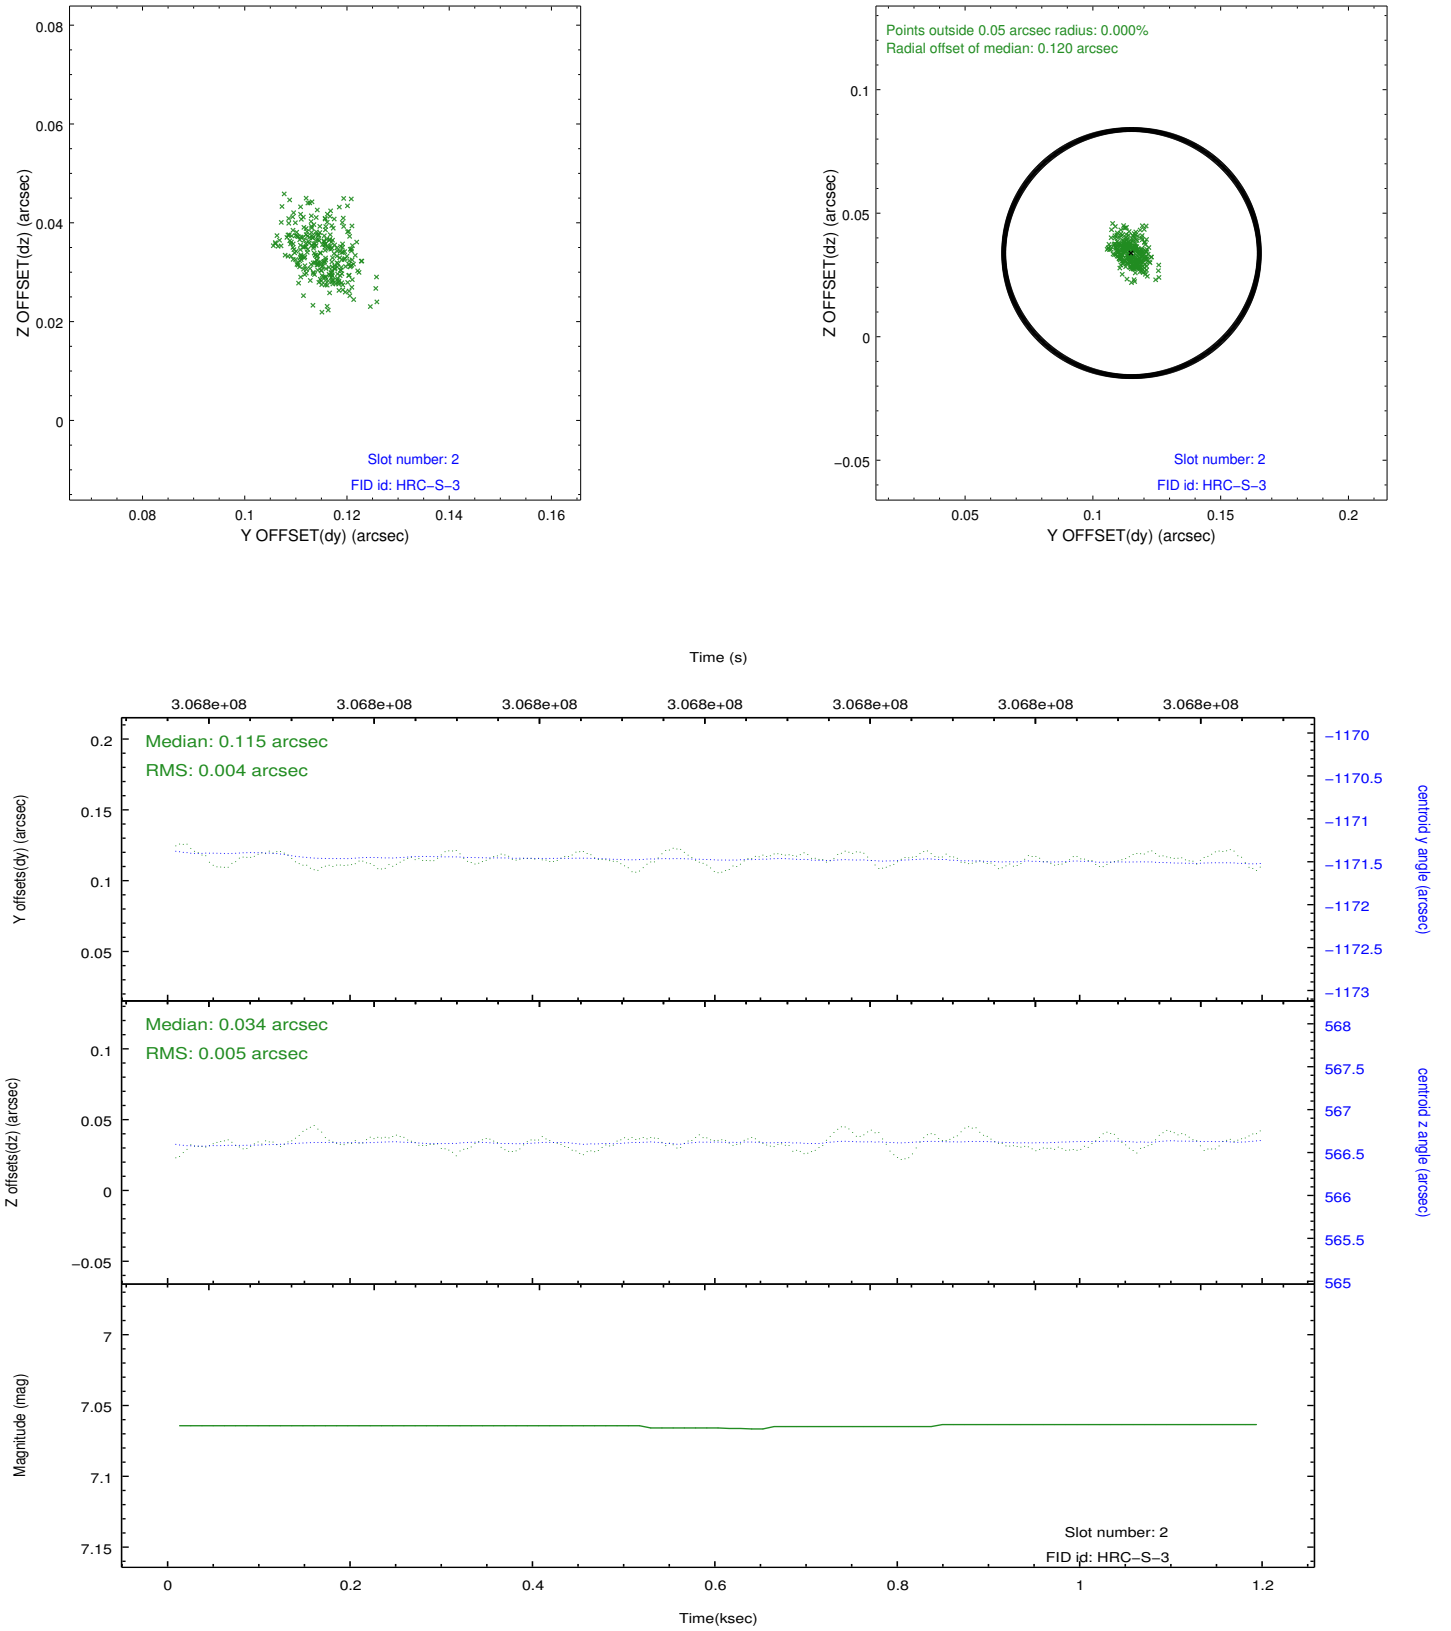 0.08
0.06
0.04
0.02
0
Z OFFSET(dz) (arcsec)
Slot number: 2
FID id: HRC−S−3
0.08 0.1 0.12 0.14 0.16
Y OFFSET(dy) (arcsec)
Points outside 0.05 arcsec radius: 0.000%
Radial offset of median: 0.120 arcsec
0.1
0.05
0
−0.05
Z OFFSET(dz) (arcsec)
Slot number: 2
FID id: HRC−S−3
0.05 0.1 0.15 0.2
Y OFFSET(dy) (arcsec)
Time (s)
3.068e+08 3.068e+08 3.068e+08 3.068e+08 3.068e+08 3.068e+08 3.068e+08
Median: 0.115 arcsec
RMS: 0.004 arcsec
0.2
0.15
0.1
0.05
Y offsets(dy) (arcsec)
−1170
−1170.5
−1171
−1171.5
−1172
−1172.5
−1173
centroid y angle (arcsec)
Median: 0.034 arcsec
RMS: 0.005 arcsec
0.1
0.05
0
−0.05
Z offsets(dz) (arcsec)
568
567.5
567
566.5
566
565.5
565
centroid z angle (arcsec)
7
7.05
7.1
7.15
Magnitude (mag)
Slot number: 2
FID id: HRC−S−3
0 0.2 0.4 0.6 0.8 1 1.2
Time(ksec)